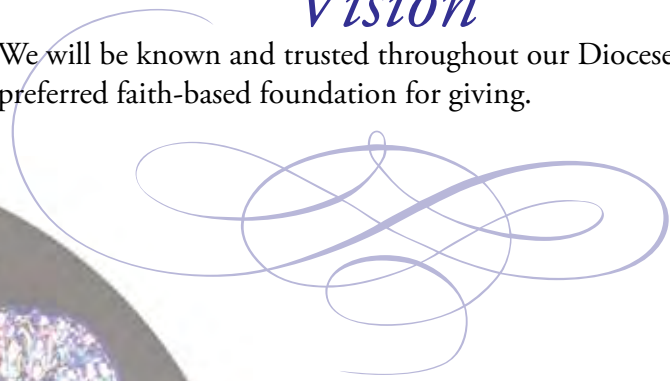 Vision
We will be known and trusted throughout our Diocese
preferred faith-based foundation for giving.